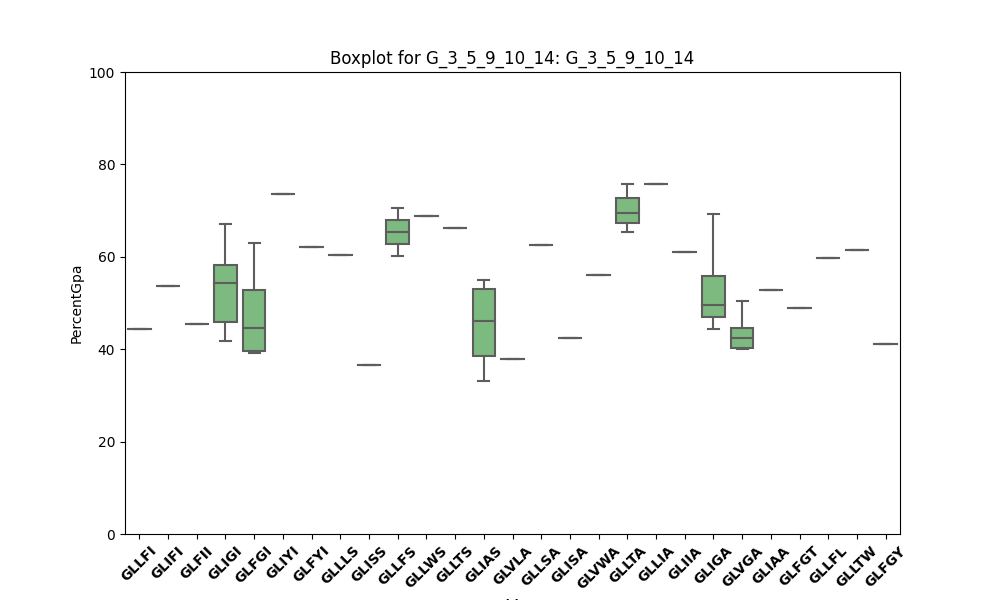 Boxplot for G_3_5_9_10_14: G_3_5_9_10_14
PercentGpa
100
80
60
40
20
0
GLLFI
GLIFI
GLFII
GLIGI
GLFGI
GLIYI
GLFYI
GLLLS
GLISS
GLLFS
GLLWS
GLLTS
GLIAS
GLVLA
GLLSA
GLISA
GLVWA
GLLTA
GLLIA
GLIIA
GLIGA
GLVGA
GLIAA
GLFGT
GLLFL
GLLTW
GLFGY